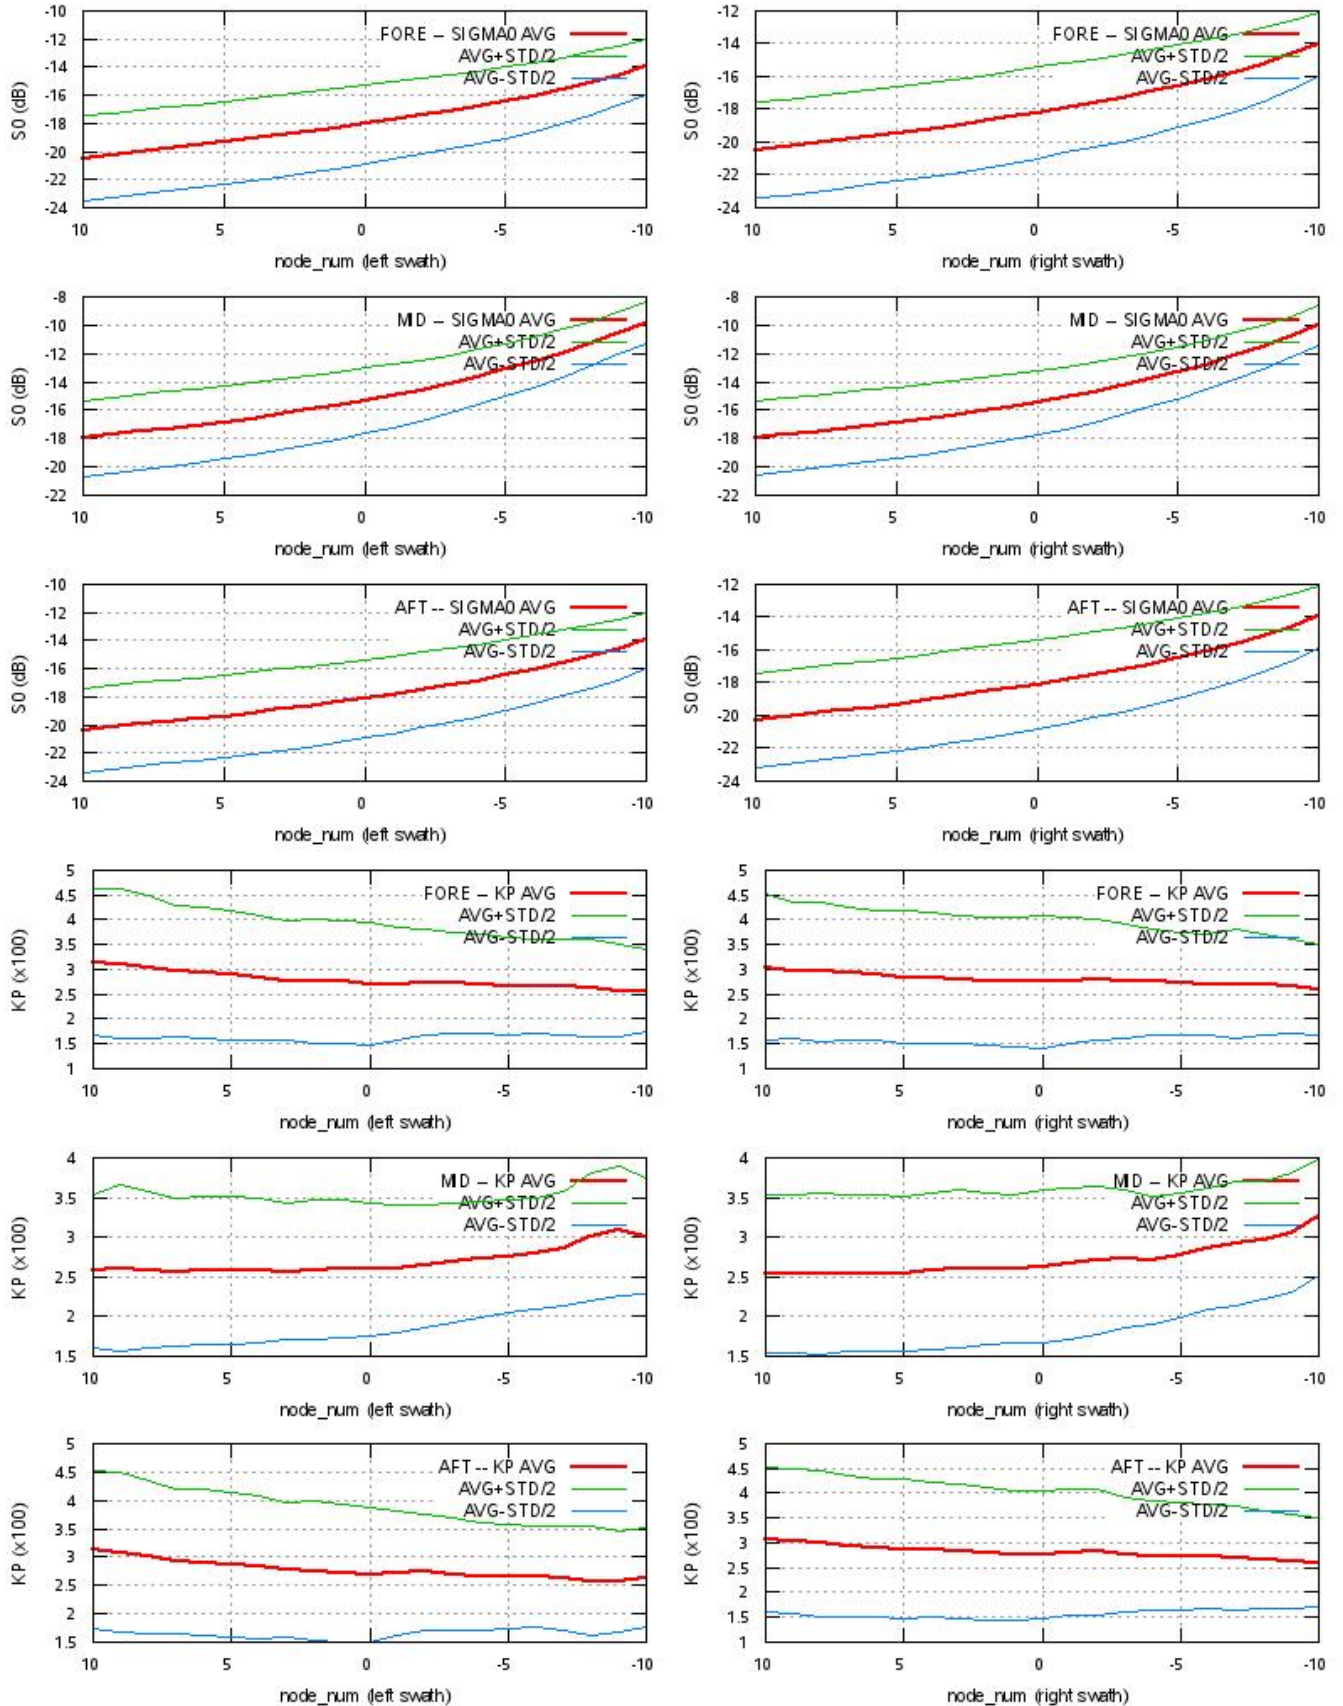 -10
-12
-14
-16
-18
-20
-22
-24
S0 (dB)
FORE -- SIGMA0 AVG
AVG+STD/2
AVG-STD/2
10 5 0 -5 -10
node_num (left swath)
-12
-14
-16
-18
-20
-22
-24
S0 (dB)
FORE -- SIGMA0 AVG
AVG+STD/2
AVG-STD/2
10 5 0 -5 -10
node_num (right swath)
-8
-10
-12
-14
-16
-18
-20
-22
S0 (dB)
MID -- SIGMA0 AVG
AVG+STD/2
AVG-STD/2
10 5 0 -5 -10
node_num (left swath)
-8
-10
-12
-14
-16
-18
-20
-22
S0 (dB)
MID -- SIGMA0 AVG
AVG+STD/2
AVG-STD/2
10 5 0 -5 -10
node_num (right swath)
-10
-12
-14
-16
-18
-20
-22
-24
S0 (dB)
AFT -- SIGMA0 AVG
AVG+STD/2
AVG-STD/2
10 5 0 -5 -10
node_num (left swath)
-12
-14
-16
-18
-20
-22
-24
S0 (dB)
AFT -- SIGMA0 AVG
AVG+STD/2
AVG-STD/2
10 5 0 -5 -10
node_num (right swath)
5
4.5
4
3.5
3
2.5
2
1.5
1
KP (x100)
FORE -- KP AVG
AVG+STD/2
AVG-STD/2
10 5 0 -5 -10
node_num (left swath)
5
4.5
4
3.5
3
2.5
2
1.5
1
KP (x100)
FORE -- KP AVG
AVG+STD/2
AVG-STD/2
10 5 0 -5 -10
node_num (right swath)
4
3.5
3
2.5
2
1.5
KP (x100)
MID -- KP AVG
AVG+STD/2
AVG-STD/2
10 5 0 -5 -10
node_num (left swath)
4
3.5
3
2.5
2
1.5
KP (x100)
MID -- KP AVG
AVG+STD/2
AVG-STD/2
10 5 0 -5 -10
node_num (right swath)
5
4.5
4
3.5
3
2.5
2
1.5
KP (x100)
AFT -- KP AVG
AVG+STD/2
AVG-STD/2
10 5 0 -5 -10
node_num (left swath)
5
4.5
4
3.5
3
2.5
2
1.5
1
KP (x100)
AFT -- KP AVG
AVG+STD/2
AVG-STD/2
10 5 0 -5 -10
node_num (right swath)